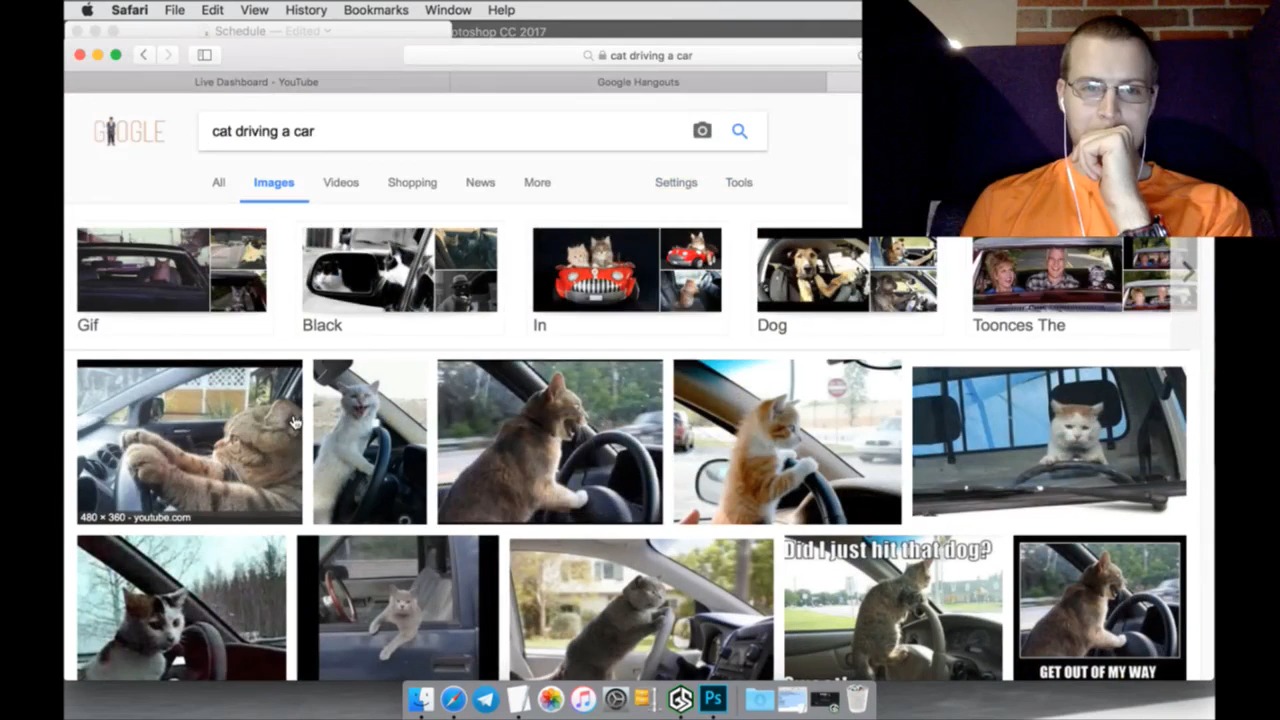 Safari File Edit View History Bookmarks Window Help
Schedule — Edited
otoshop CC 2017
cat driving a car
Live Dashboard - YouTube
Google Hangouts
GOOGLE
cat driving a car
All Images Videos Shopping News More Settings Tools
Gif Black In Dog Toonces The
480 × 360 - youtube.com
Did I just hit that dog?
GET OUT OF MY WAY
Ps